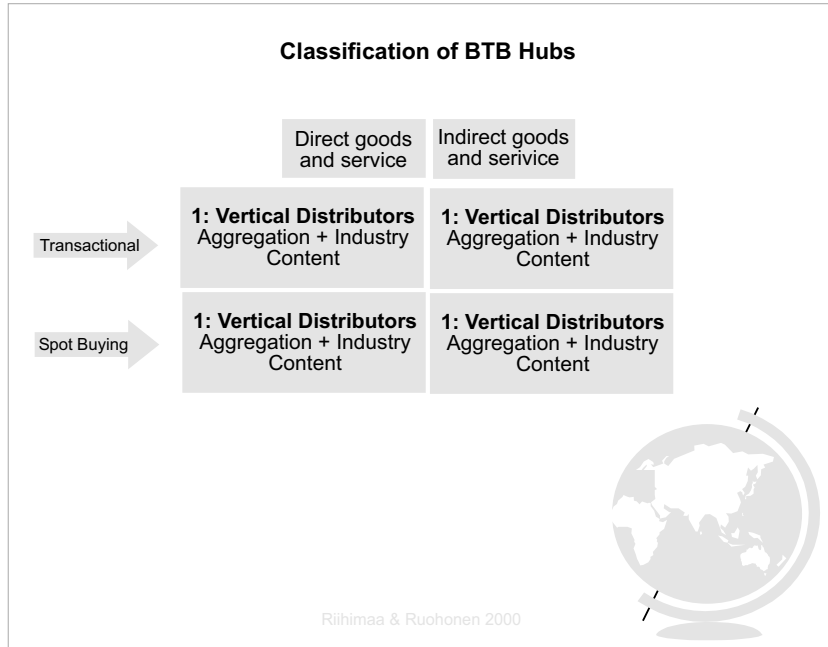 Classification of BTB Hubs
Direct goods
and service
Indirect goods
and serivice
Transactional
1: Vertical Distributors
Aggregation + Industry
Content
1: Vertical Distributors
Aggregation + Industry
Content
Spot Buying
1: Vertical Distributors
Aggregation + Industry
Content
1: Vertical Distributors
Aggregation + Industry
Content
Riihimaa & Ruohonen 2000